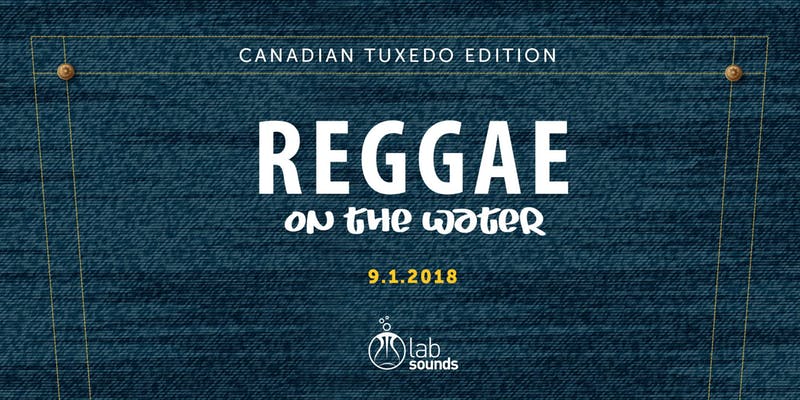 CANADIAN TUXEDO EDITION
REGGAE
on the water
9.1.2018
lab
sounds